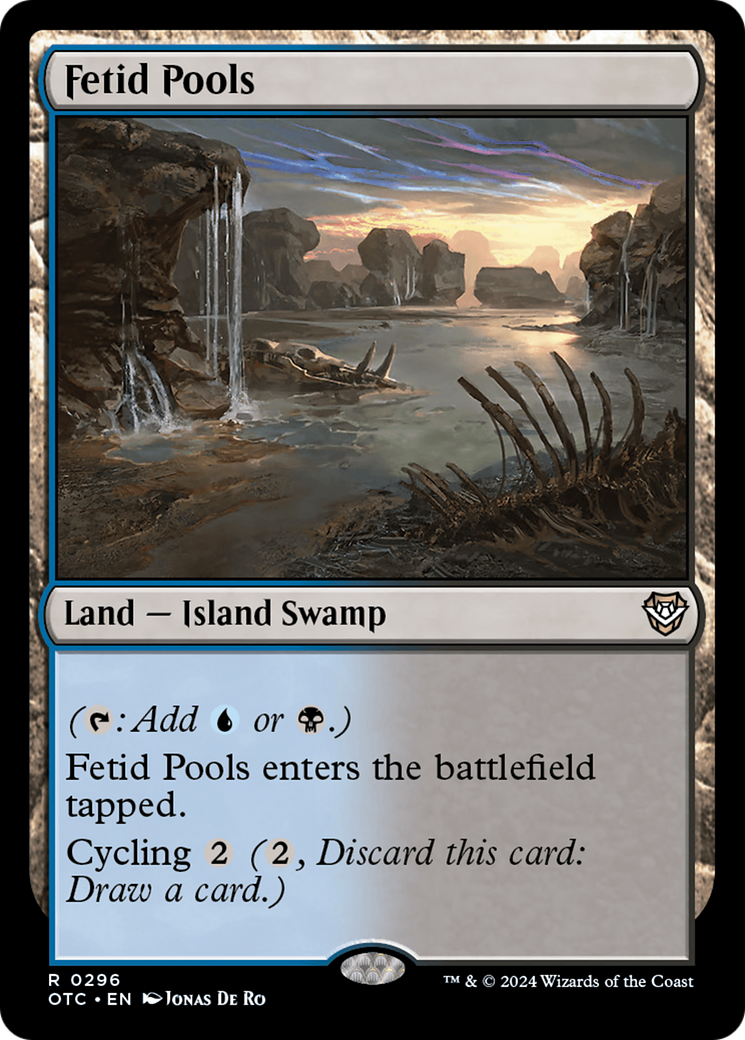 Fetid Pools
Land — Island Swamp
(: Add or .)
Fetid Pools enters the battlefield
tapped.
Cycling 2 (2, Discard this card:
Draw a card.)
R 0296
OTC • EN Jonas De Ro
™ & © 2024 Wizards of the Coast